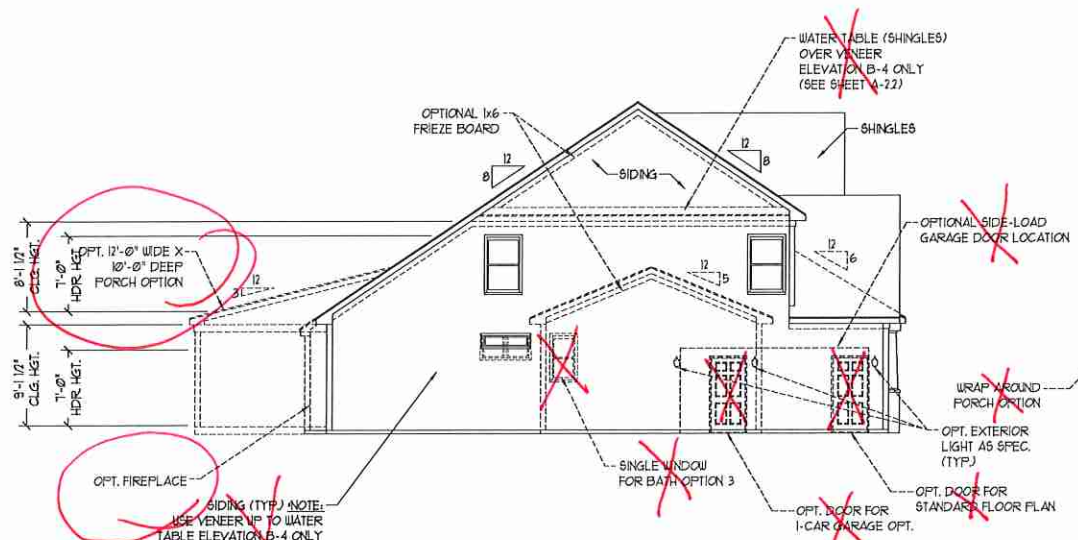 WATER TABLE (SHINGLES)
OVER VENEER
ELEVATION B-4 ONLY
(SEE SHEET A-2.2)
OPTIONAL 1x6
FRIEZE BOARD
SHINGLES
12
8
12
8
SIDING
OPTIONAL SIDE-LOAD
GARAGE DOOR LOCATION
8'-1 1/2"
CLG. HGT.
7'-0"
HDR. HGT.
OPT. 12'-0" WIDE X
10'-0" DEEP
PORCH OPTION
12
3
12
5
12
6
9'-1 1/2"
CLG. HGT.
7'-0"
HDR. HGT.
WRAP AROUND
PORCH OPTION
OPT. EXTERIOR
LIGHT AS SPEC.
(TYP.)
OPT. FIREPLACE
SINGLE WINDOW
FOR BATH OPTION 3
OPT. DOOR FOR
STANDARD FLOOR PLAN
SIDING (TYP.) NOTE:
USE VENEER UP TO WATER
TABLE ELEVATION B-4 ONLY
OPT. DOOR FOR
1-CAR GARAGE OPT.